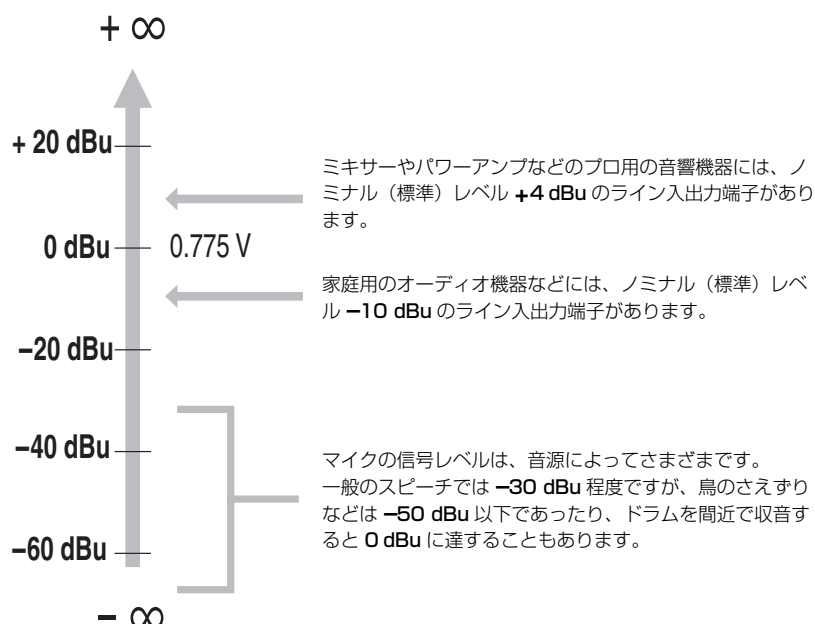 + ∞
+ 20 dBu
ミキサーやパワーアンプなどのプロ用の音響機器には、ノ
ミナル（標準）レベル +4 dBu のライン入出力端子があり
ます。
0 dBu
0.775 V
家庭用のオーディオ機器などには、ノミナル（標準）レベ
ル −10 dBu のライン入出力端子があります。
−20 dBu
−40 dBu
マイクの信号レベルは、音源によってさまざまです。
一般のスピーチでは −30 dBu 程度ですが、鳥のさえずり
などは −50 dBu 以下であったり、ドラムを間近で収音す
ると 0 dBu に達することもあります。
−60 dBu
− ∞